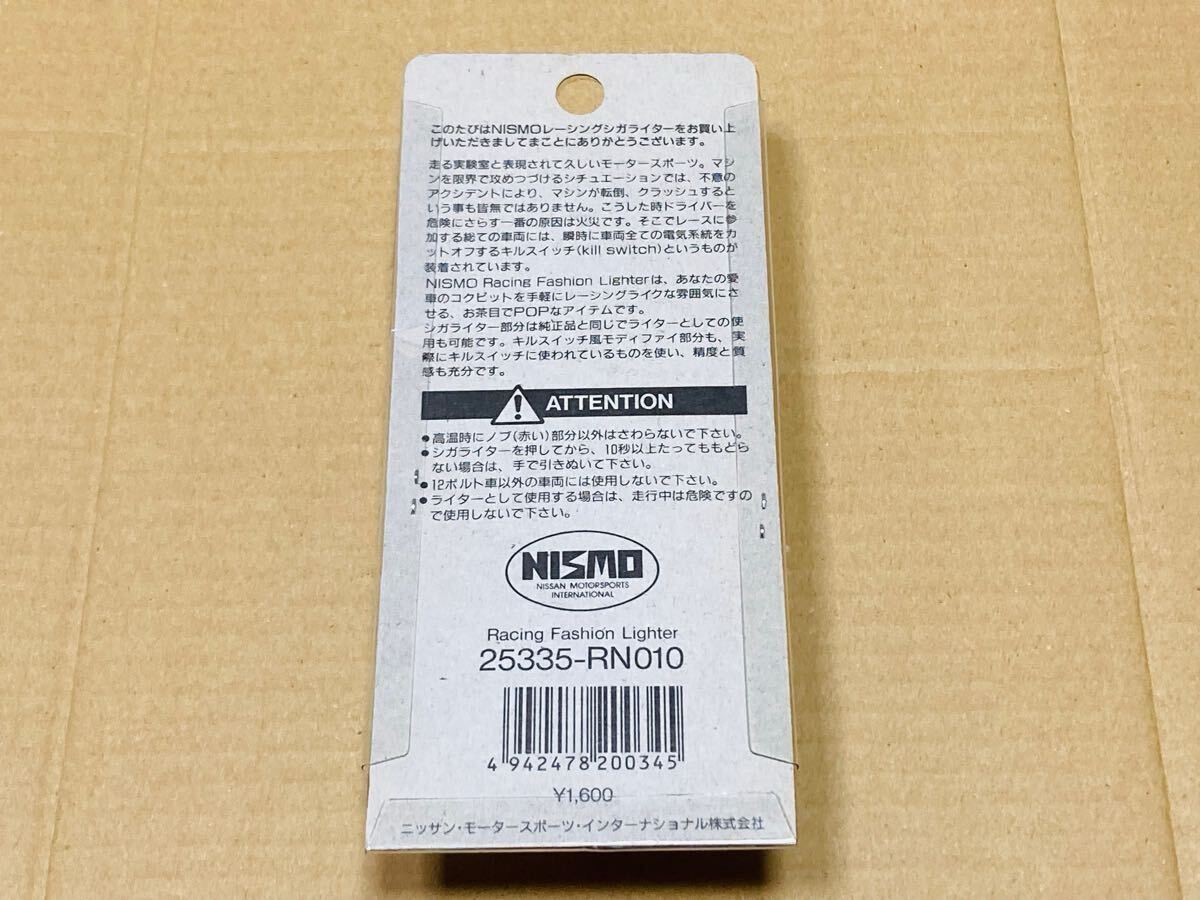 このたびはNISMOレーシングシガライターをお買い上
げいただきましてまことにありがとうございます。
走る実験室と表現されて久しいモータースポーツ。マシ
ンを限界で攻めつづけるシチュエーションでは、不意の
アクシデントにより、マシンが転倒、クラッシュすると
いう事も皆無ではありません。こうした時ドライバーを
危険にさらす一番の原因は火災です。そこでレースに参
加する総ての車両には、瞬時に車両全ての電気系統をカ
ットオフするキルスイッチ(kill switch)というものが
装着されています。
NISMO Racing Fashion Lighterは、あなたの愛
車のコクピットを手軽にレーシングライクな雰囲気にさ
せる、お茶目でPOPなアイテムです。
シガライター部分は純正品と同じでライターとしての使
用も可能です。キルスイッチ風モディファイ部分も、実
際にキルスイッチに使われているものを使い、精度と質
感も充分です。
ATTENTION
●高温時にノブ(赤い)部分以外はさわらないで下さい。
●シガライターを押してから、10秒以上たってももどら
ない場合は、手で引きぬいて下さい。
●12ボルト車以外の車両には使用しないで下さい。
●ライターとして使用する場合は、走行中は危険ですの
で使用しないで下さい。
NISMO
NISSAN MOTORSPORTS
INTERNATIONAL
Racing Fashion Lighter
25335-RN010
4 942478 200345
¥1,600
ニッサン・モータースポーツ・インターナショナル株式会社